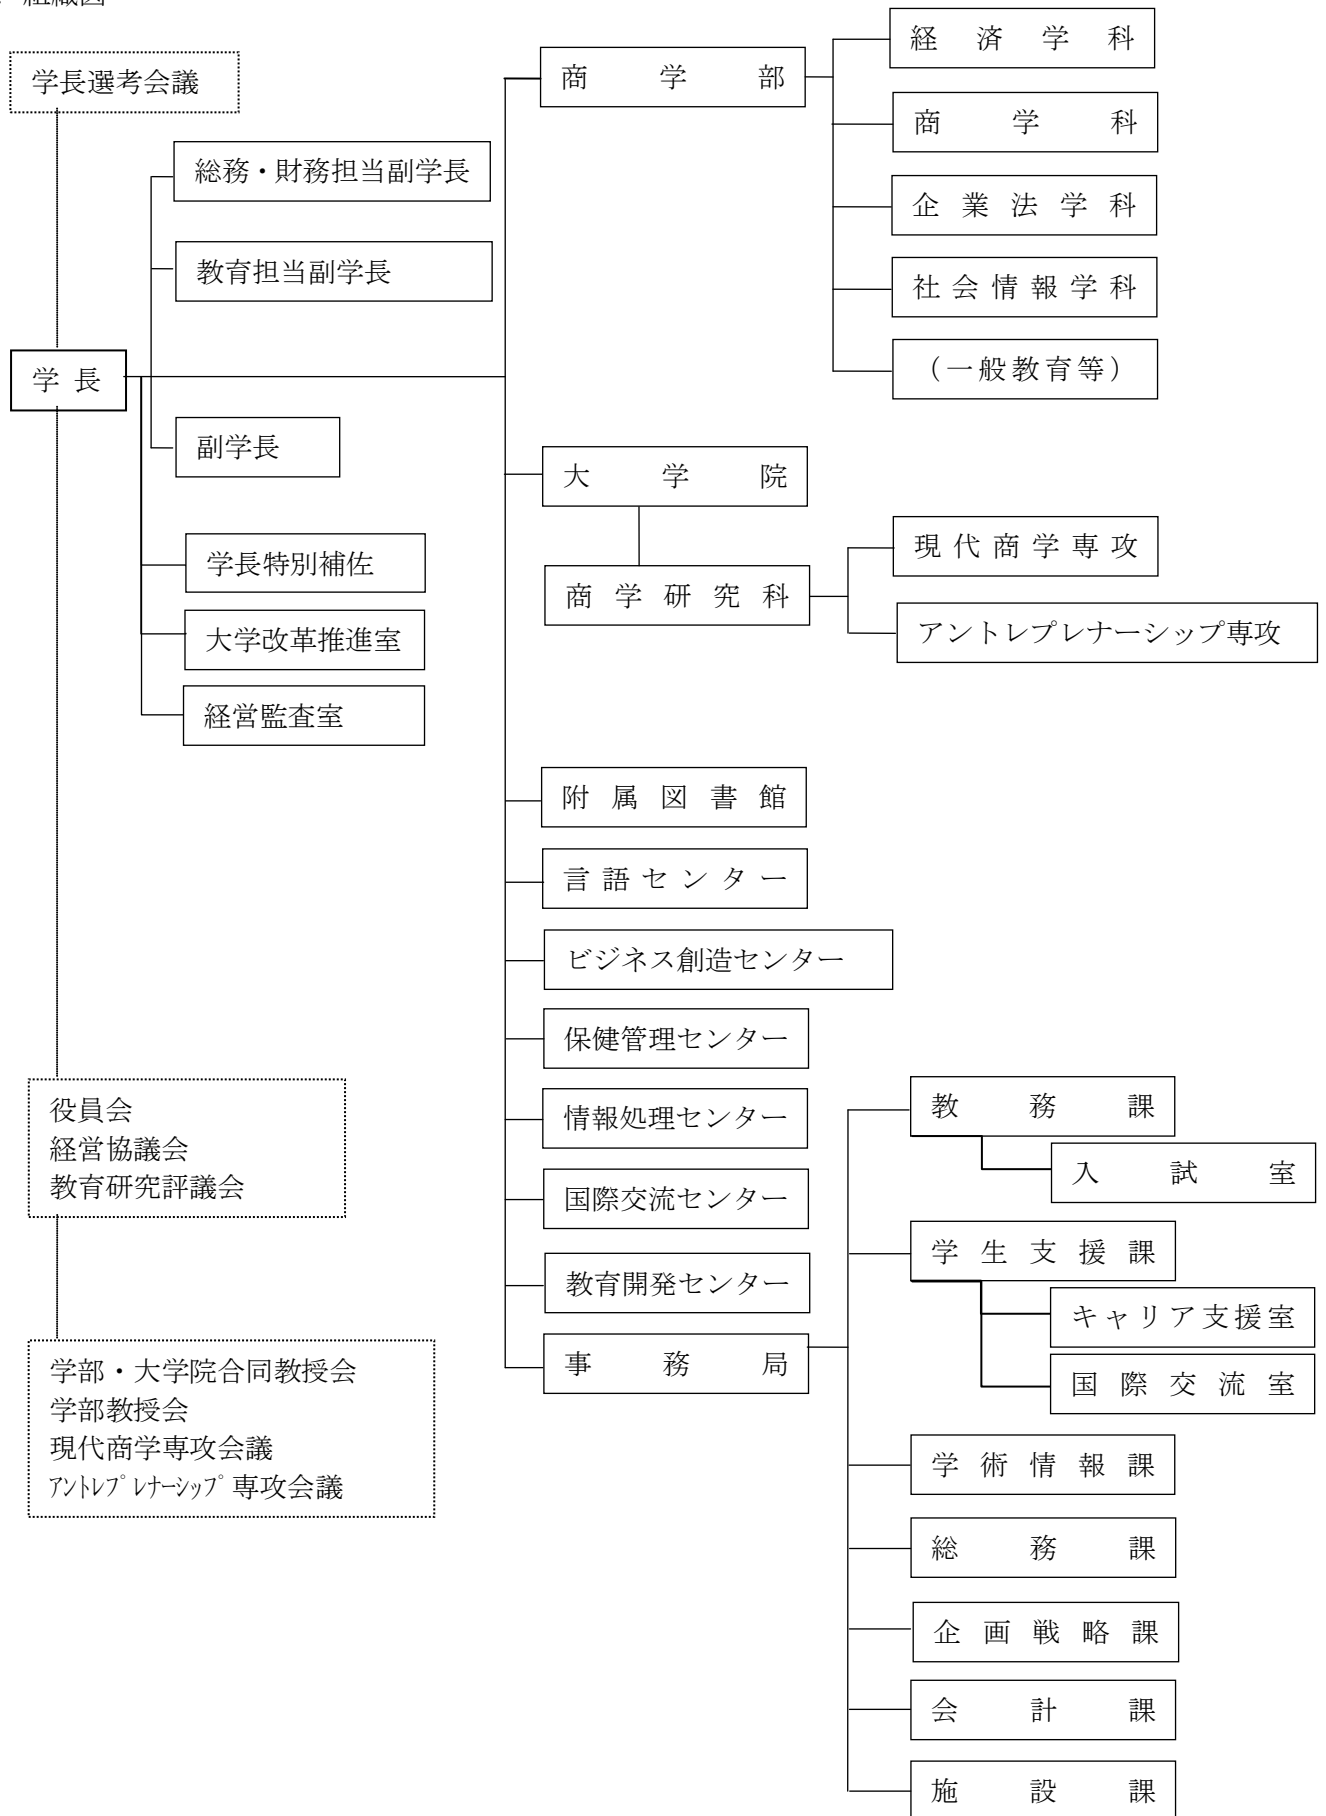 組織図
学長選考会議
総務・財務担当副学長
教育担当副学長
学長
副学長
学長特別補佐
大学改革推進室
経営監査室
役員会
経営協議会
教育研究評議会
学部・大学院合同教授会
学部教授会
現代商学専攻会議
ｱﾝﾄﾚﾌﾟﾚﾅｰｼｯﾌﾟ専攻会議
商学部
経済学科
商学科
企業法学科
社会情報学科
（一般教育等）
大学院
商学研究科
現代商学専攻
アントレプレナーシップ専攻
附属図書館
言語センター
ビジネス創造センター
保健管理センター
情報処理センター
国際交流センター
教育開発センター
事務局
教務課
入試室
学生支援課
キャリア支援室
国際交流室
学術情報課
総務課
企画戦略課
会計課
施設課